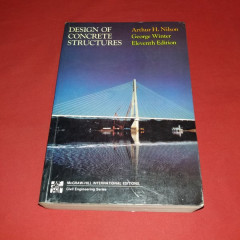 DESIGN OF
CONCRETE
STRUCTURES
Arthur H. Nilson
George Winter
Eleventh Edition
McGRAW-HILL INTERNATIONAL EDITIONS
Civil Engineering Series